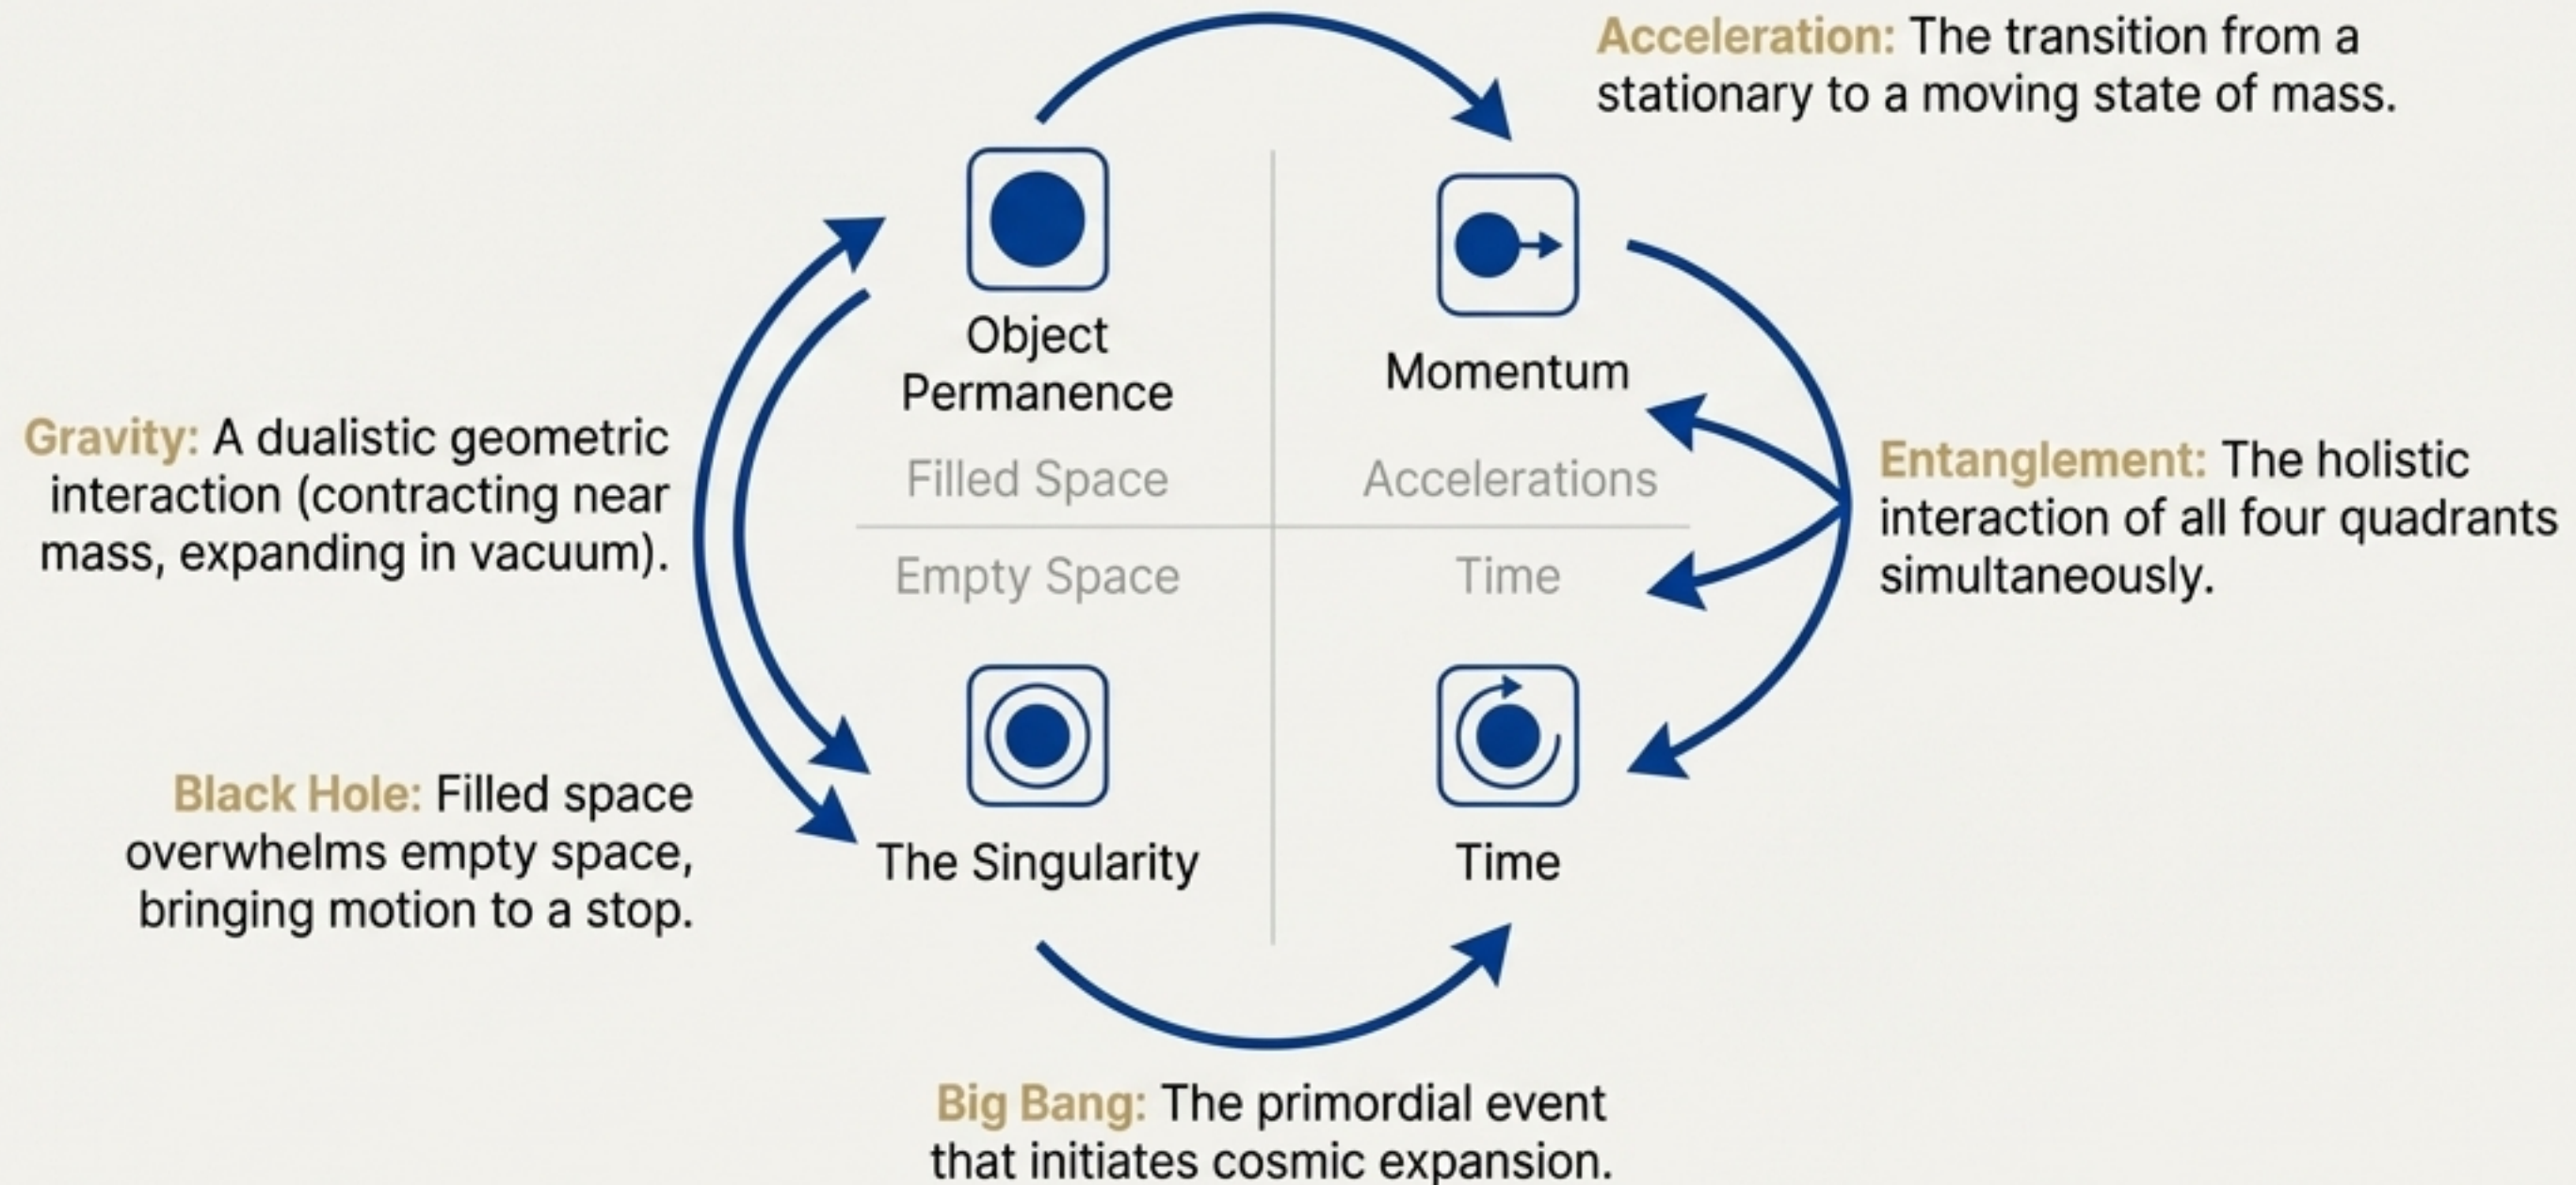 Acceleration: The transition from a
stationary to a moving state of mass.
Object
Permanence
Momentum
Filled Space
Accelerations
Empty Space
Time
The Singularity
Time
Gravity: A dualistic geometric
interaction (contracting near
mass, expanding in vacuum).
Entanglement: The holistic
interaction of all four quadrants
simultaneously.
Black Hole: Filled space
overwhelms empty space,
bringing motion to a stop.
Big Bang: The primordial event
that initiates cosmic expansion.